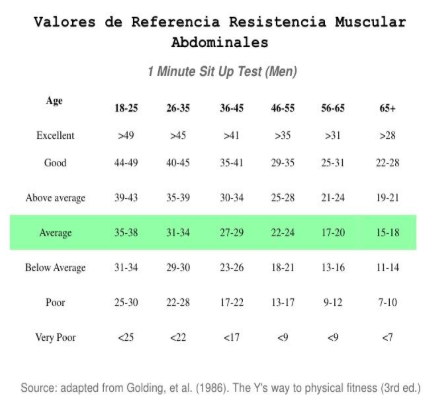 Valores de Referencia Resistencia Muscular
Abdominales
1 Minute Sit Up Test (Men)
Age 18-25 26-35 36-45 46-55 56-65 65+
Excellent >49 >45 >41 >35 >31 >28
Good 44-49 40-45 35-41 29-35 25-31 22-28
Above average 39-43 35-39 30-34 25-28 21-24 19-21
Average 35-38 31-34 27-29 22-24 17-20 15-18
Below Average 31-34 29-30 23-26 18-21 13-16 11-14
Poor 25-30 22-28 17-22 13-17 9-12 7-10
Very Poor <25 <22 <17 <9 <9 <7
Source: adapted from Golding, et al. (1986). The Y's way to physical fitness (3rd ed.)